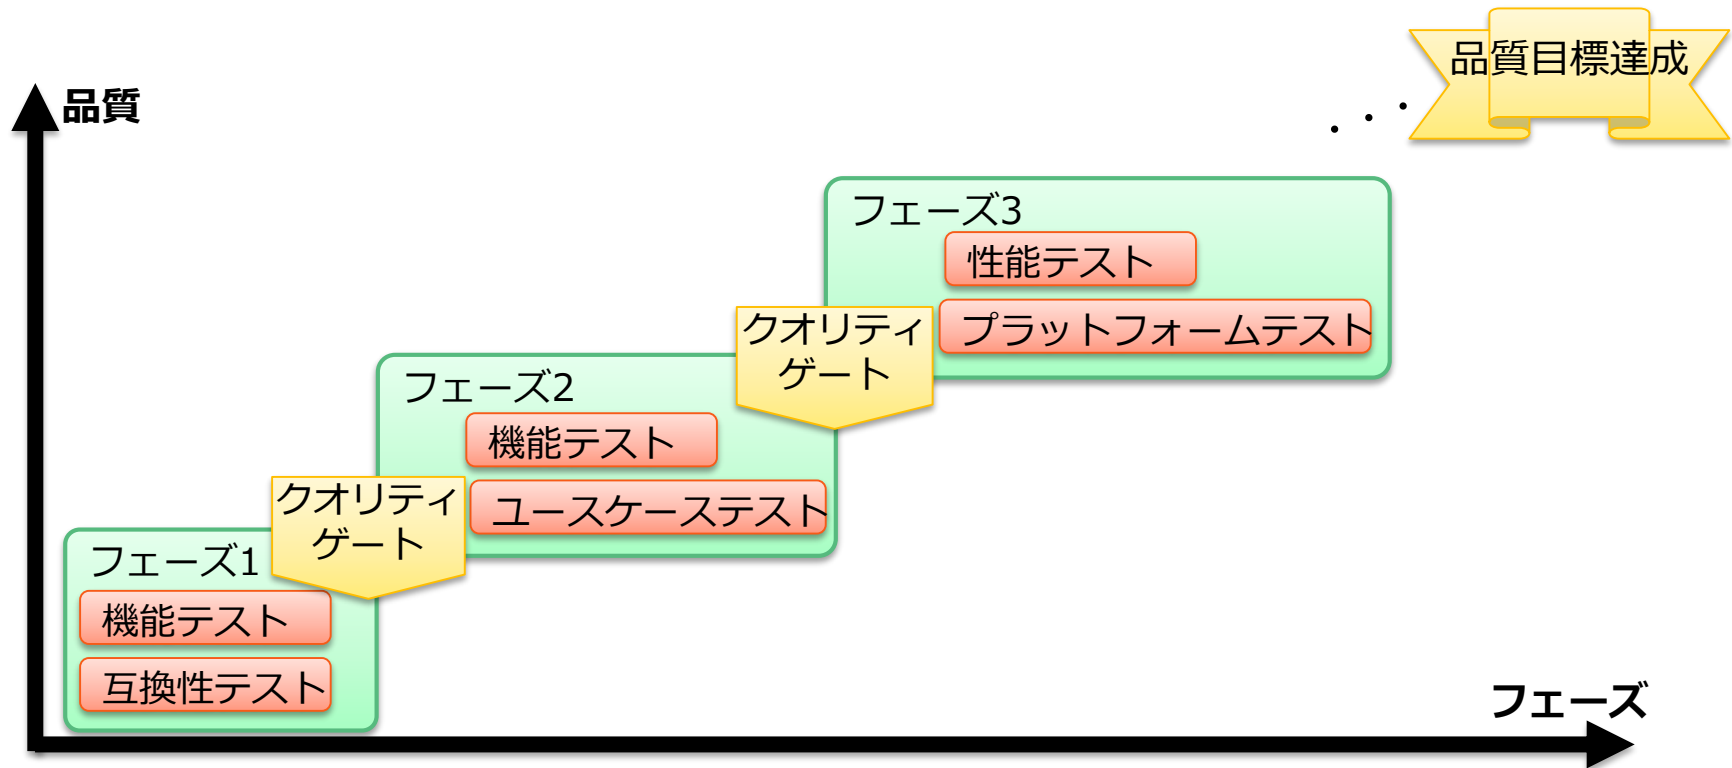 品質目標達成
品質
・・・
フェーズ3
性能テスト
プラットフォームテスト
クオリティ
ゲート
フェーズ2
機能テスト
ユースケーステスト
クオリティ
ゲート
フェーズ1
機能テスト
互換性テスト
フェーズ